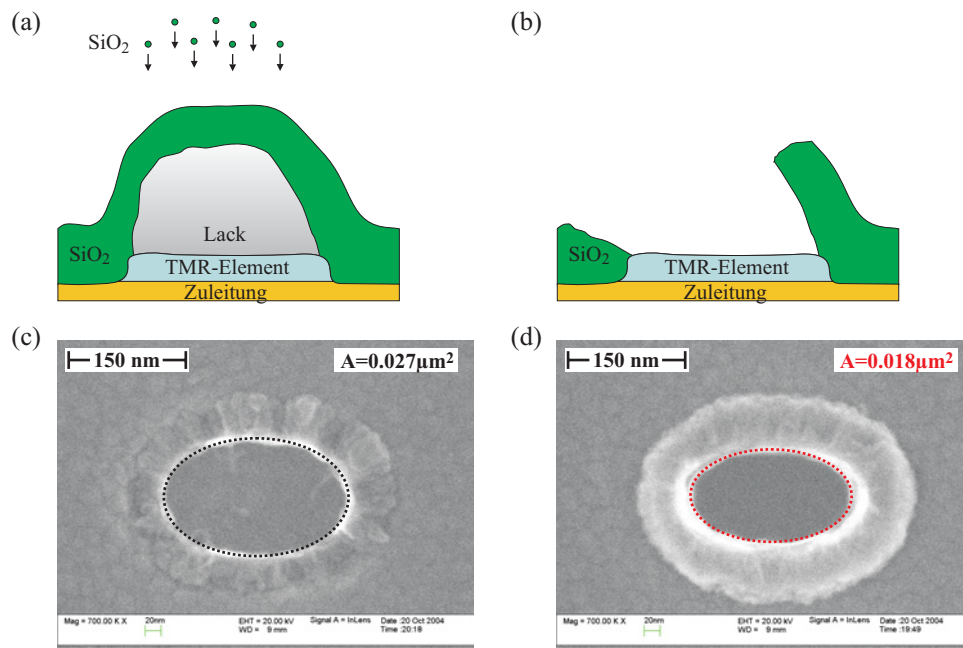 (a)
SiO₂
Lack
SiO₂
TMR-Element
Zuleitung
(b)
SiO₂
TMR-Element
Zuleitung
(c)
150 nm
A=0.027µm²
Mag = 700.00 K X
20nm
EHT = 20.00 kV
WD = 9 mm
Signal A = InLens
Date :20 Oct 2004
Time :20:18
(d)
150 nm
A=0.018µm²
Mag = 700.00 K X
20nm
EHT = 20.00 kV
WD = 9 mm
Signal A = InLens
Date :20 Oct 2004
Time :19:49